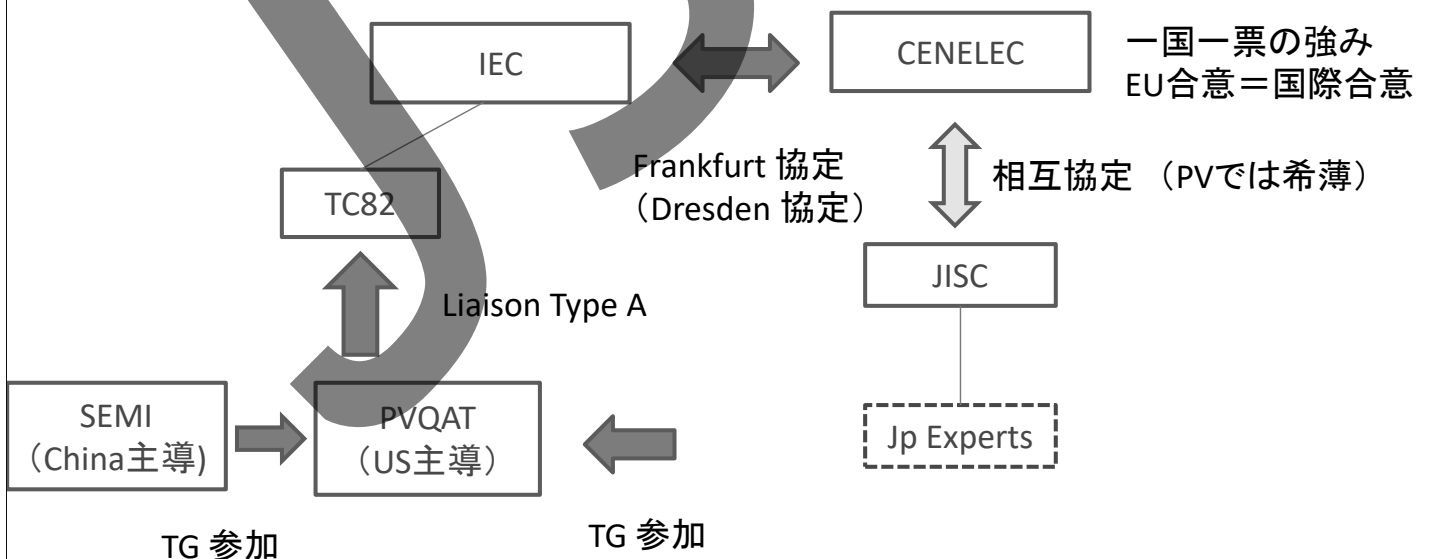 IEC
CENELEC
一国一票の強み
EU合意＝国際合意
TC82
Frankfurt 協定
（Dresden 協定）
相互協定 （PVでは希薄）
JISC
Liaison Type A
SEMI
（China主導)
PVQAT
（US主導）
Jp Experts
TG 参加
TG 参加